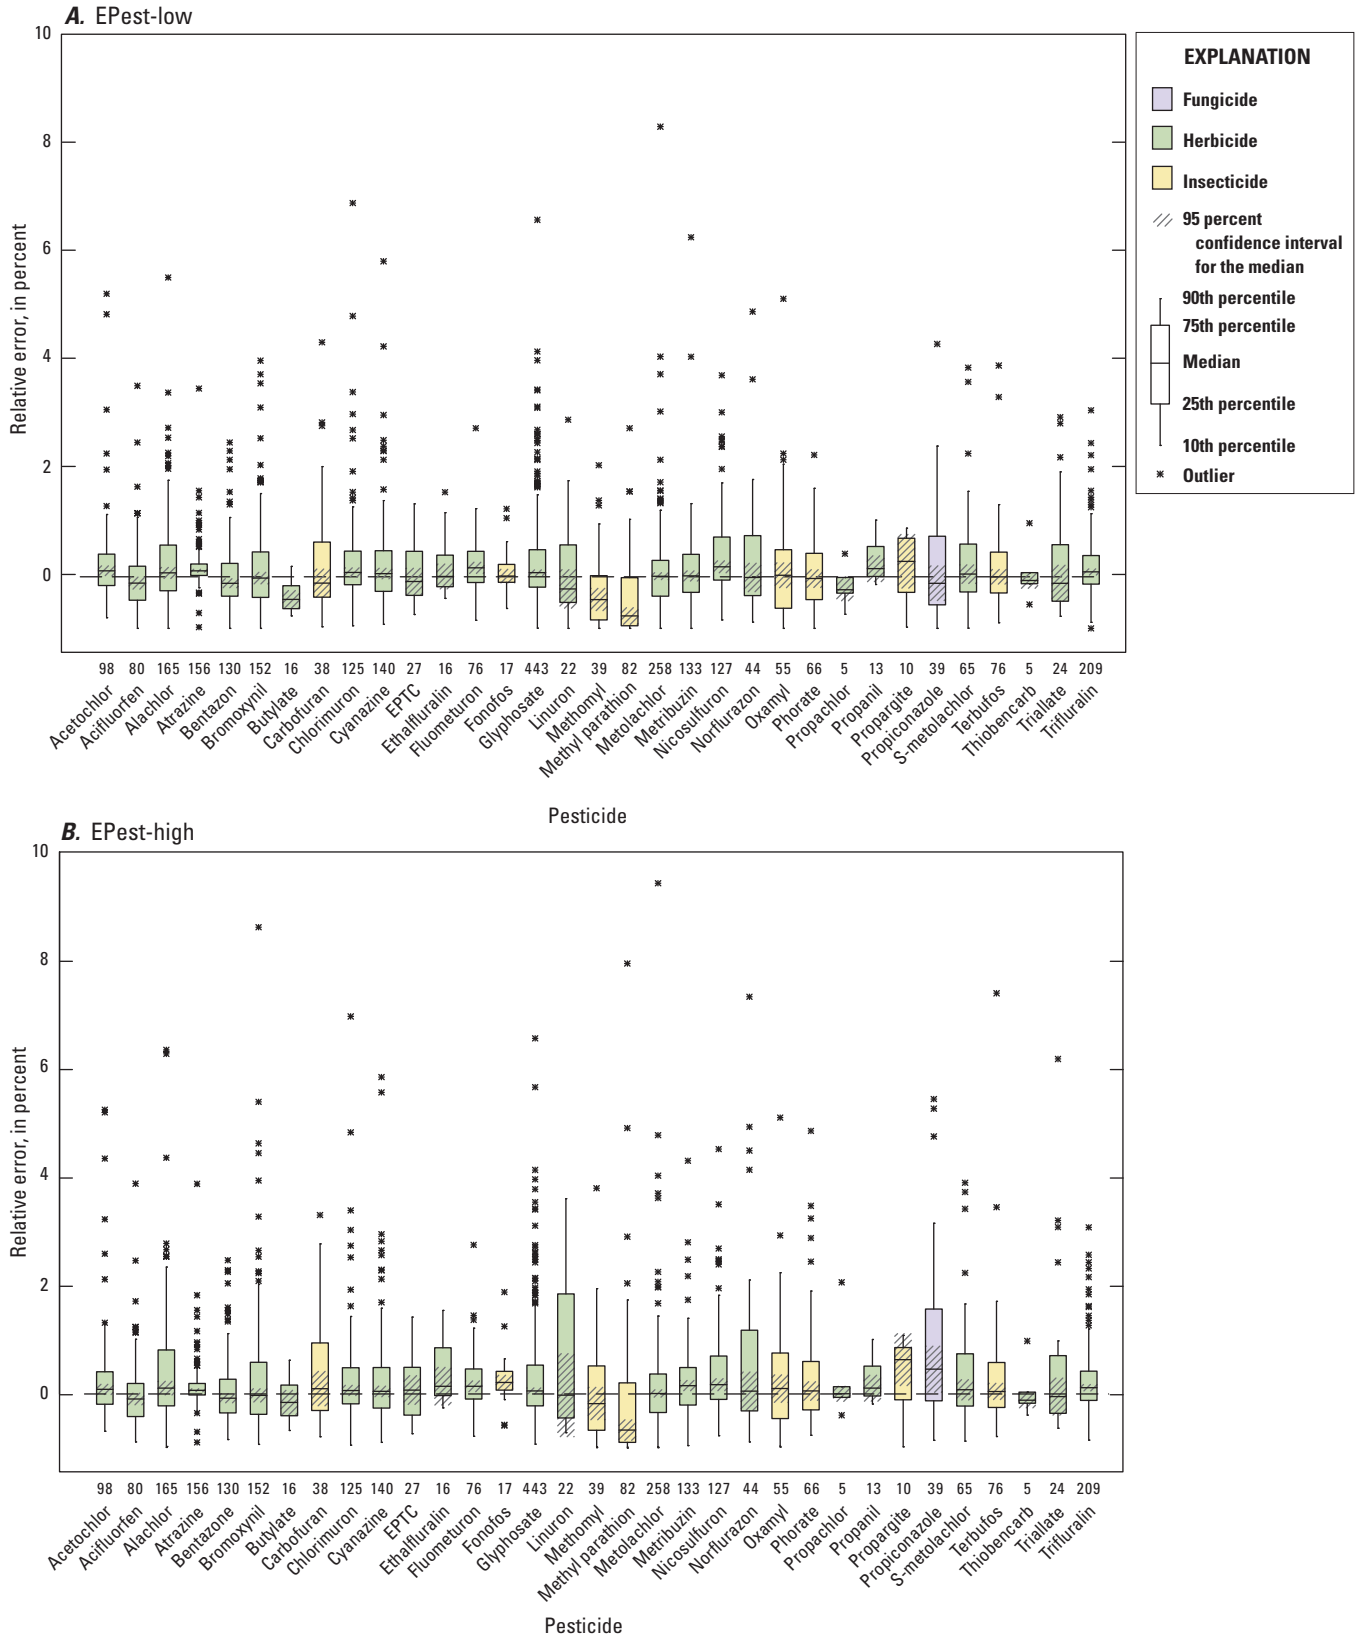 A. EPest-low
10
8
6
4
2
0
Relative error, in percent
98 80 165 156 130 152 16 38 125 140 27 16 76 17 443 22 39 82 258 133 127 44 55 66 5 13 10 39 65 76 5 24 209
Acetochlor
Acifluorfen
Alachlor
Atrazine
Bentazon
Bromoxynil
Butylate
Carbofuran
Chlorimuron
Cyanazine
EPTC
Ethalfluralin
Fluometuron
Fonofos
Glyphosate
Linuron
Methomyl
Methyl parathion
Metolachlor
Metribuzin
Nicosulfuron
Norflurazon
Oxamyl
Phorate
Propachlor
Propanil
Propargite
Propiconazole
S-metolachlor
Terbufos
Thiobencarb
Triallate
Trifluralin
Pesticide
EXPLANATION
Fungicide
Herbicide
Insecticide
95 percent
confidence interval
for the median
90th percentile
75th percentile
Median
25th percentile
10th percentile
Outlier
B. EPest-high
10
8
6
4
2
0
Relative error, in percent
98 80 165 156 130 152 16 38 125 140 27 16 76 17 443 22 39 82 258 133 127 44 55 66 5 13 10 39 65 76 5 24 209
Acetochlor
Acifluorfen
Alachlor
Atrazine
Bentazone
Bromoxynil
Butylate
Carbofuran
Chlorimuron
Cyanazine
EPTC
Ethalfluralin
Fluometuron
Fonofos
Glyphosate
Linuron
Methomyl
Methyl parathion
Metolachlor
Metribuzin
Nicosulfuron
Norflurazon
Oxamyl
Phorate
Propachlor
Propanil
Propargite
Propiconazole
S-metolachlor
Terbufos
Thiobencarb
Triallate
Trifluralin
Pesticide